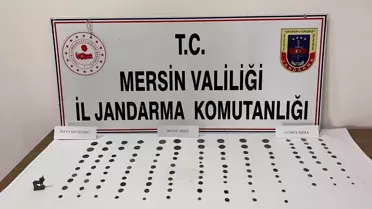 T.C.
MERSİN VALİLİĞİ
İL JANDARMA KOMUTANLIĞI